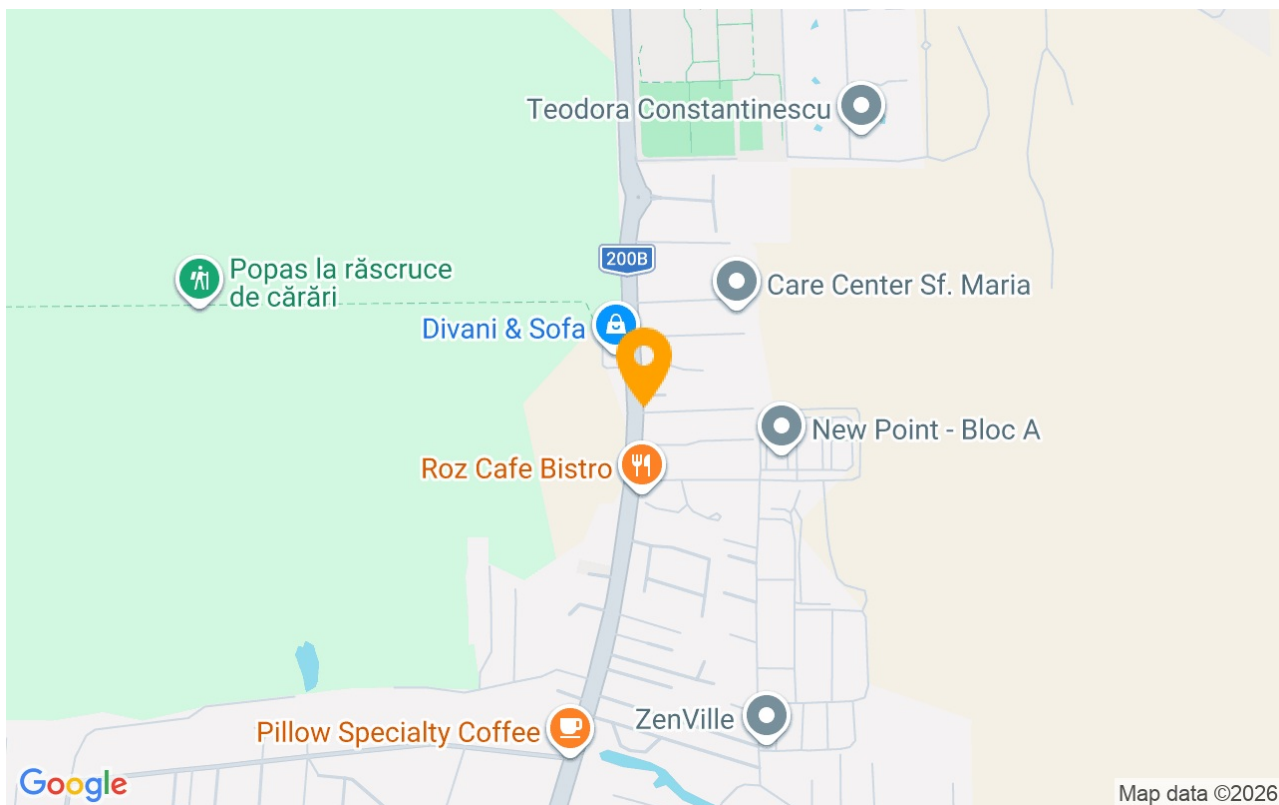 Teodora Constantinescu
200B
Popas la răscruce
de cărări
Care Center Sf. Maria
Divani & Sofa
New Point - Bloc A
Roz Cafe Bistro
ZenVille
Pillow Specialty Coffee
Google
Map data ©2026